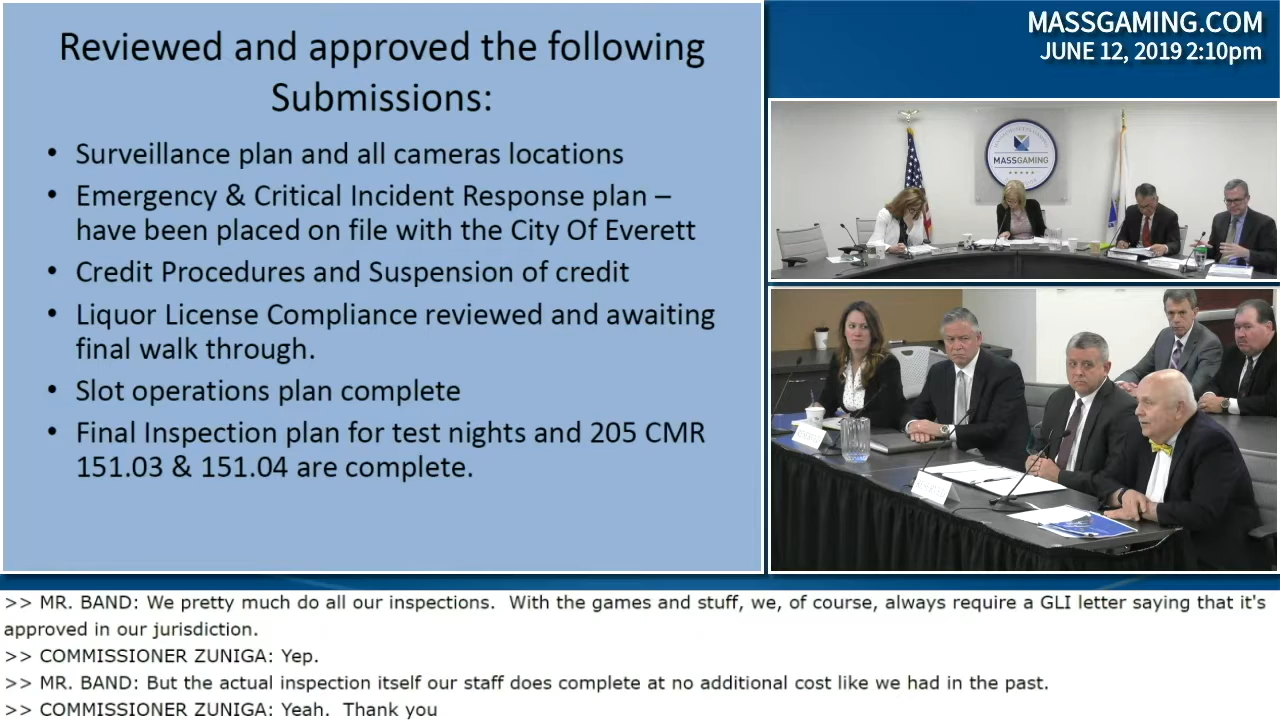 Reviewed and approved the following
Submissions:
• Surveillance plan and all cameras locations
• Emergency & Critical Incident Response plan –
have been placed on file with the City Of Everett
• Credit Procedures and Suspension of credit
• Liquor License Compliance reviewed and awaiting
final walk through.
• Slot operations plan complete
• Final Inspection plan for test nights and 205 CMR
151.03 & 151.04 are complete.
MASSGAMING.COM
JUNE 12, 2019 2:10pm
MASSGAMING
>> MR. BAND: We pretty much do all our inspections.  With the games and stuff, we, of course, always require a GLI letter saying that it's
approved in our jurisdiction.
>> COMMISSIONER ZUNIGA: Yep.
>> MR. BAND: But the actual inspection itself our staff does complete at no additional cost like we had in the past.
>> COMMISSIONER ZUNIGA: Yeah.  Thank you